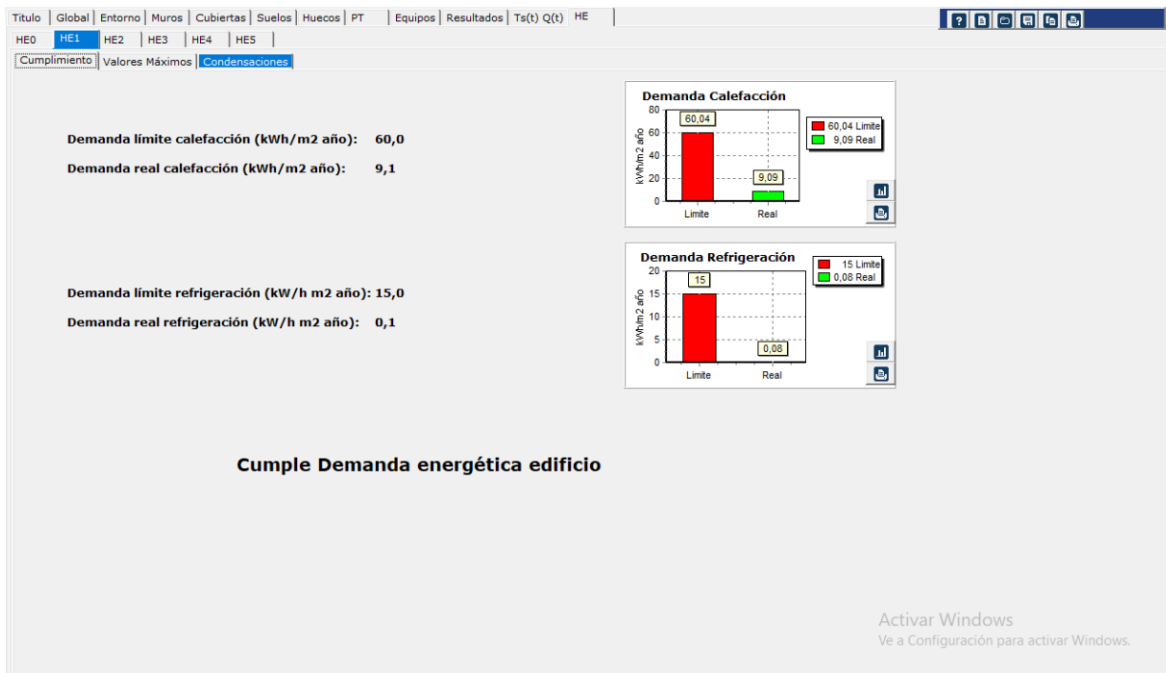 Titulo Global Entorno Muros Cubiertas Suelos Huecos PT Equipos Resultados Ts(t) Q(t) HE
HE0 HE1 HE2 HE3 HE4 HE5
Cumplimiento Valores Máximos Condensaciones
Demanda límite calefacción (kWh/m2 año): 60,0
Demanda real calefacción (kWh/m2 año): 9,1
Demanda Calefacción
kWh/m2 año
80
60
40
20
0
60,04
9,09
Limite Real
60,04 Limite
9,09 Real
Demanda límite refrigeración (kW/h m2 año): 15,0
Demanda real refrigeración (kW/h m2 año): 0,1
Demanda Refrigeración
kWh/m2 año
20
15
10
5
0
15
0,08
Limite Real
15 Limite
0,08 Real
Cumple Demanda energética edificio
Activar Windows
Ve a Configuración para activar Windows.